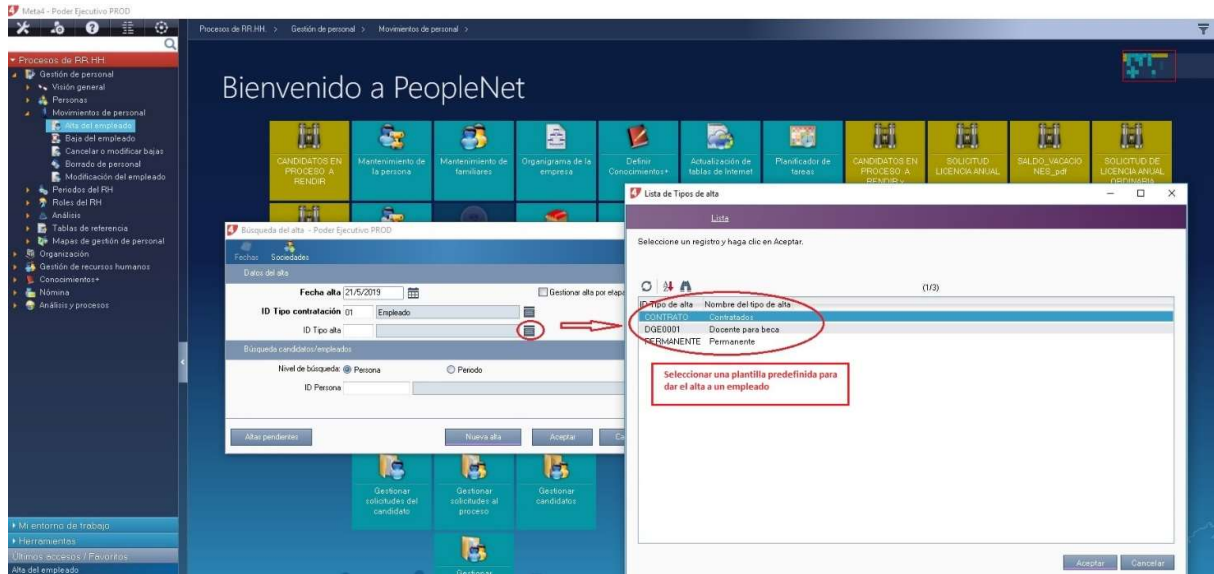 Meta4 - Poder Ejecutivo PROD
Procesos de RR.HH. > Gestión de personal > Movimientos de personal >
Procesos de RR.HH.
Gestión de personal
Visión general
Personas
Movimientos de personal
Alta del empleado
Baja del empleado
Cancelar o modificar bajas
Borrado de personal
Modificación del empleado
Periodos del RH
Roles del RH
Análisis
Tablas de referencia
Mapas de gestión de personal
Organización
Gestión de recursos humanos
Conocimientos+
Nómina
Análisis y procesos
Mi entorno de trabajo
Herramientas
Últimos accesos / Favoritos
Alta del empleado
Bienvenido a PeopleNet
CANDIDATOS EN PROCESO A RENDIR
Mantenimiento de la persona
Mantenimiento de familiares
Organigrama de la empresa
Definir Conocimientos+
Actualización de tablas de Internet
Planificador de tareas
CANDIDATOS EN PROCESO A RENDIR v
SOLICITUD LICENCIA ANUAL
SALDO_VACACIO NES_pdf
SOLICITUD DE LICENCIA ANUAL ORDINARIA
Búsqueda del alta - Poder Ejecutivo PROD
Fechas Sociedades
Datos del alta
Fecha alta 21/5/2019
Gestionar alta por etapa
ID Tipo contratación 01 Empleado
ID Tipo alta
Búsqueda candidatos/empleados
Nivel de búsqueda: Persona Periodo
ID Persona
Altas pendientes Nueva alta Aceptar Ca
Gestionar solicitudes del candidato
Gestionar solicitudes al proceso
Gestionar candidatos
Gestionar
Lista de Tipos de alta
Lista
Seleccione un registro y haga clic en Aceptar.
(1/3)
ID Tipo de alta Nombre del tipo de alta
CONTRATO Contratados
DGE0001 Docente para beca
PERMANENTE Permanente
Seleccionar una plantilla predefinida para
dar el alta a un empleado
Aceptar Cancelar